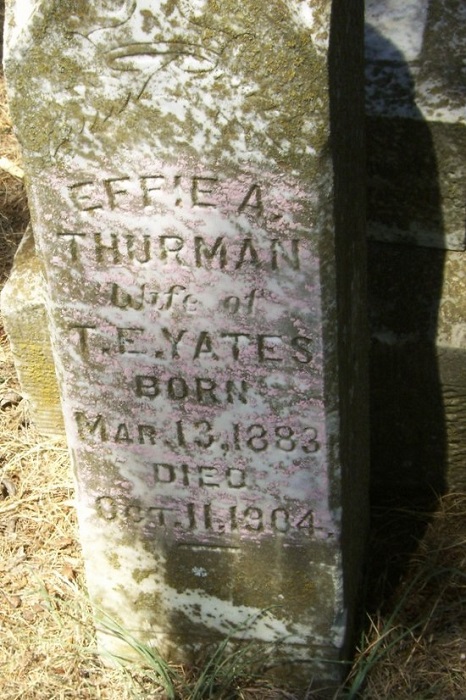 EFFIE A.
THURMAN
Wife of
T.E. YATES
BORN
MAR. 13, 1883
DIED
OCT. 11, 1904.